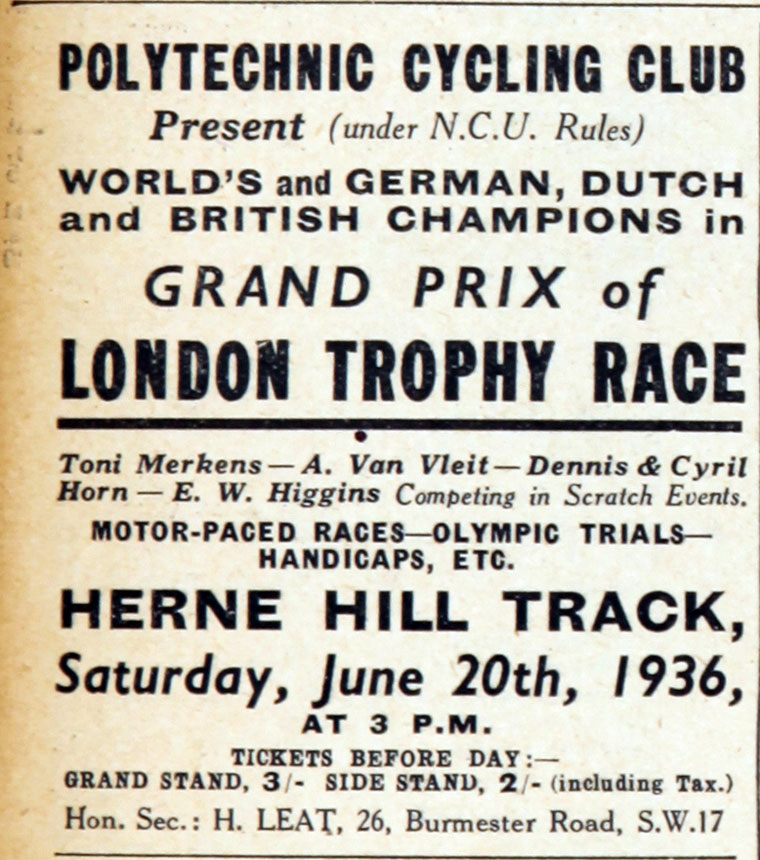 POLYTECHNIC CYCLING CLUB
Present (under N.C.U. Rules)
WORLD'S and GERMAN, DUTCH
and BRITISH CHAMPIONS in
GRAND PRIX of
LONDON TROPHY RACE
Toni Merkens—A. Van Vleit—Dennis & Cyril
Horn — E. W. Higgins Competing in Scratch Events.
MOTOR-PACED RACES—OLYMPIC TRIALS—
HANDICAPS, ETC.
HERNE HILL TRACK,
Saturday, June 20th, 1936,
AT 3 P.M.
TICKETS BEFORE DAY:—
GRAND STAND, 3/- SIDE STAND, 2/- (including Tax.)
Hon. Sec.: H. LEAT, 26, Burmester Road, S.W.17